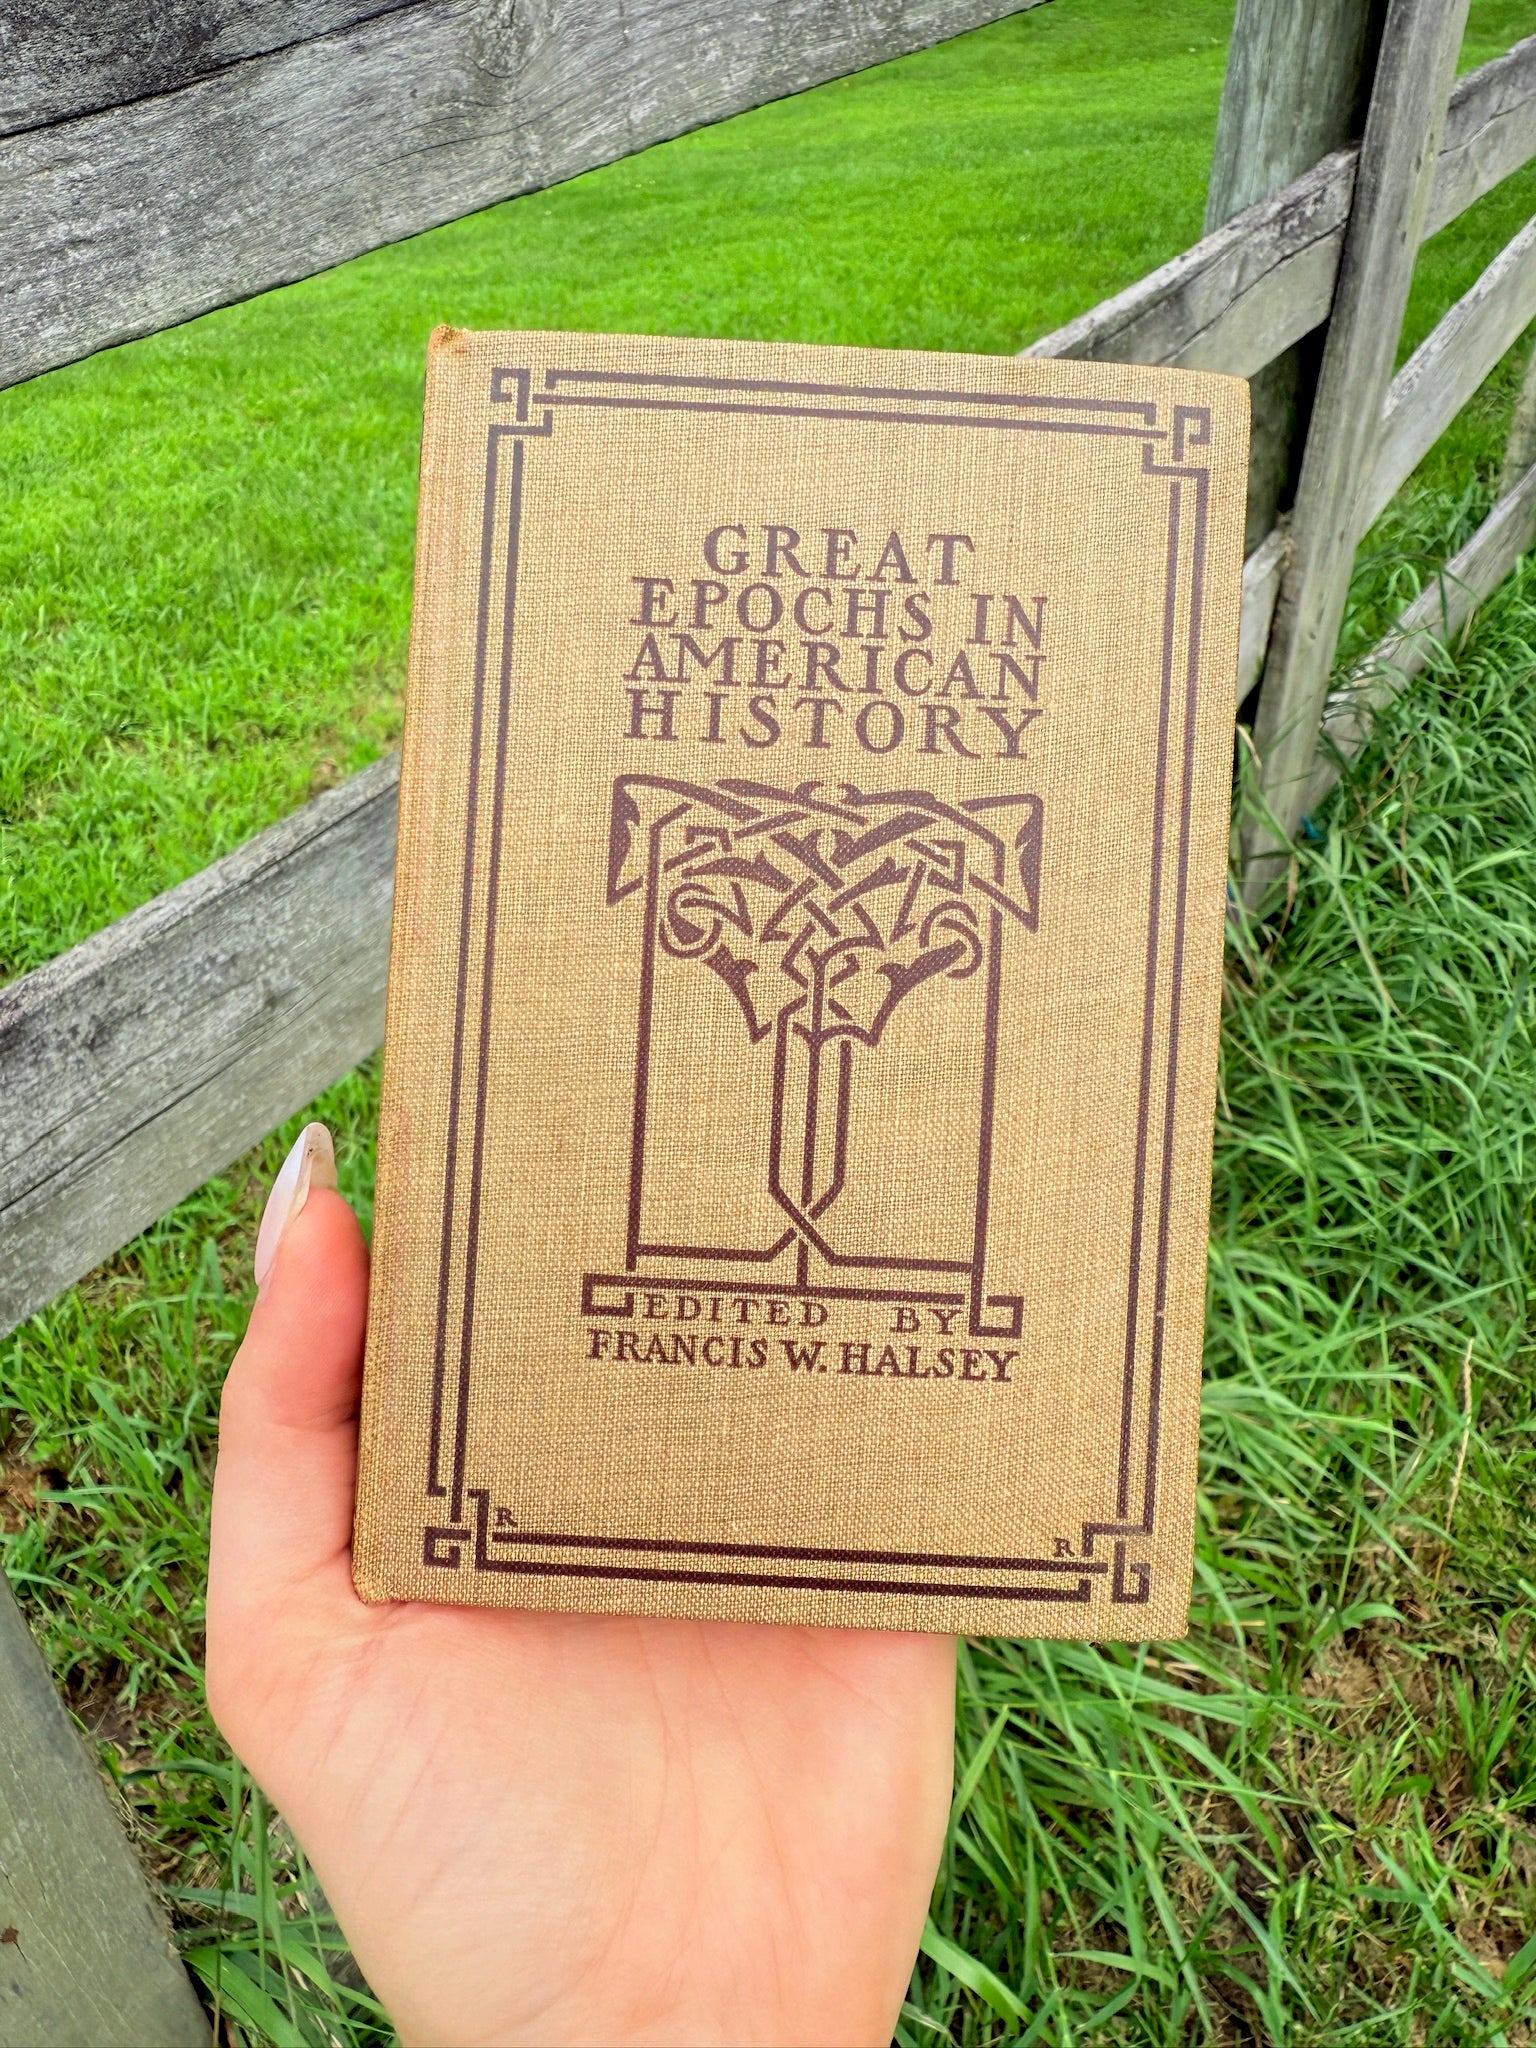 GREAT
EPOCHS IN
AMERICAN
HISTORY
EDITED BY
FRANCIS W. HALSEY
R
R